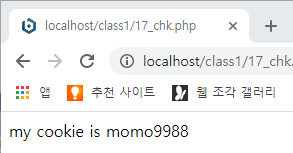 localhost/class1/17_chk.php
localhost/class1/17_chk.
앱 추천 사이트 웹 조각 갤러리
my cookie is momo9988